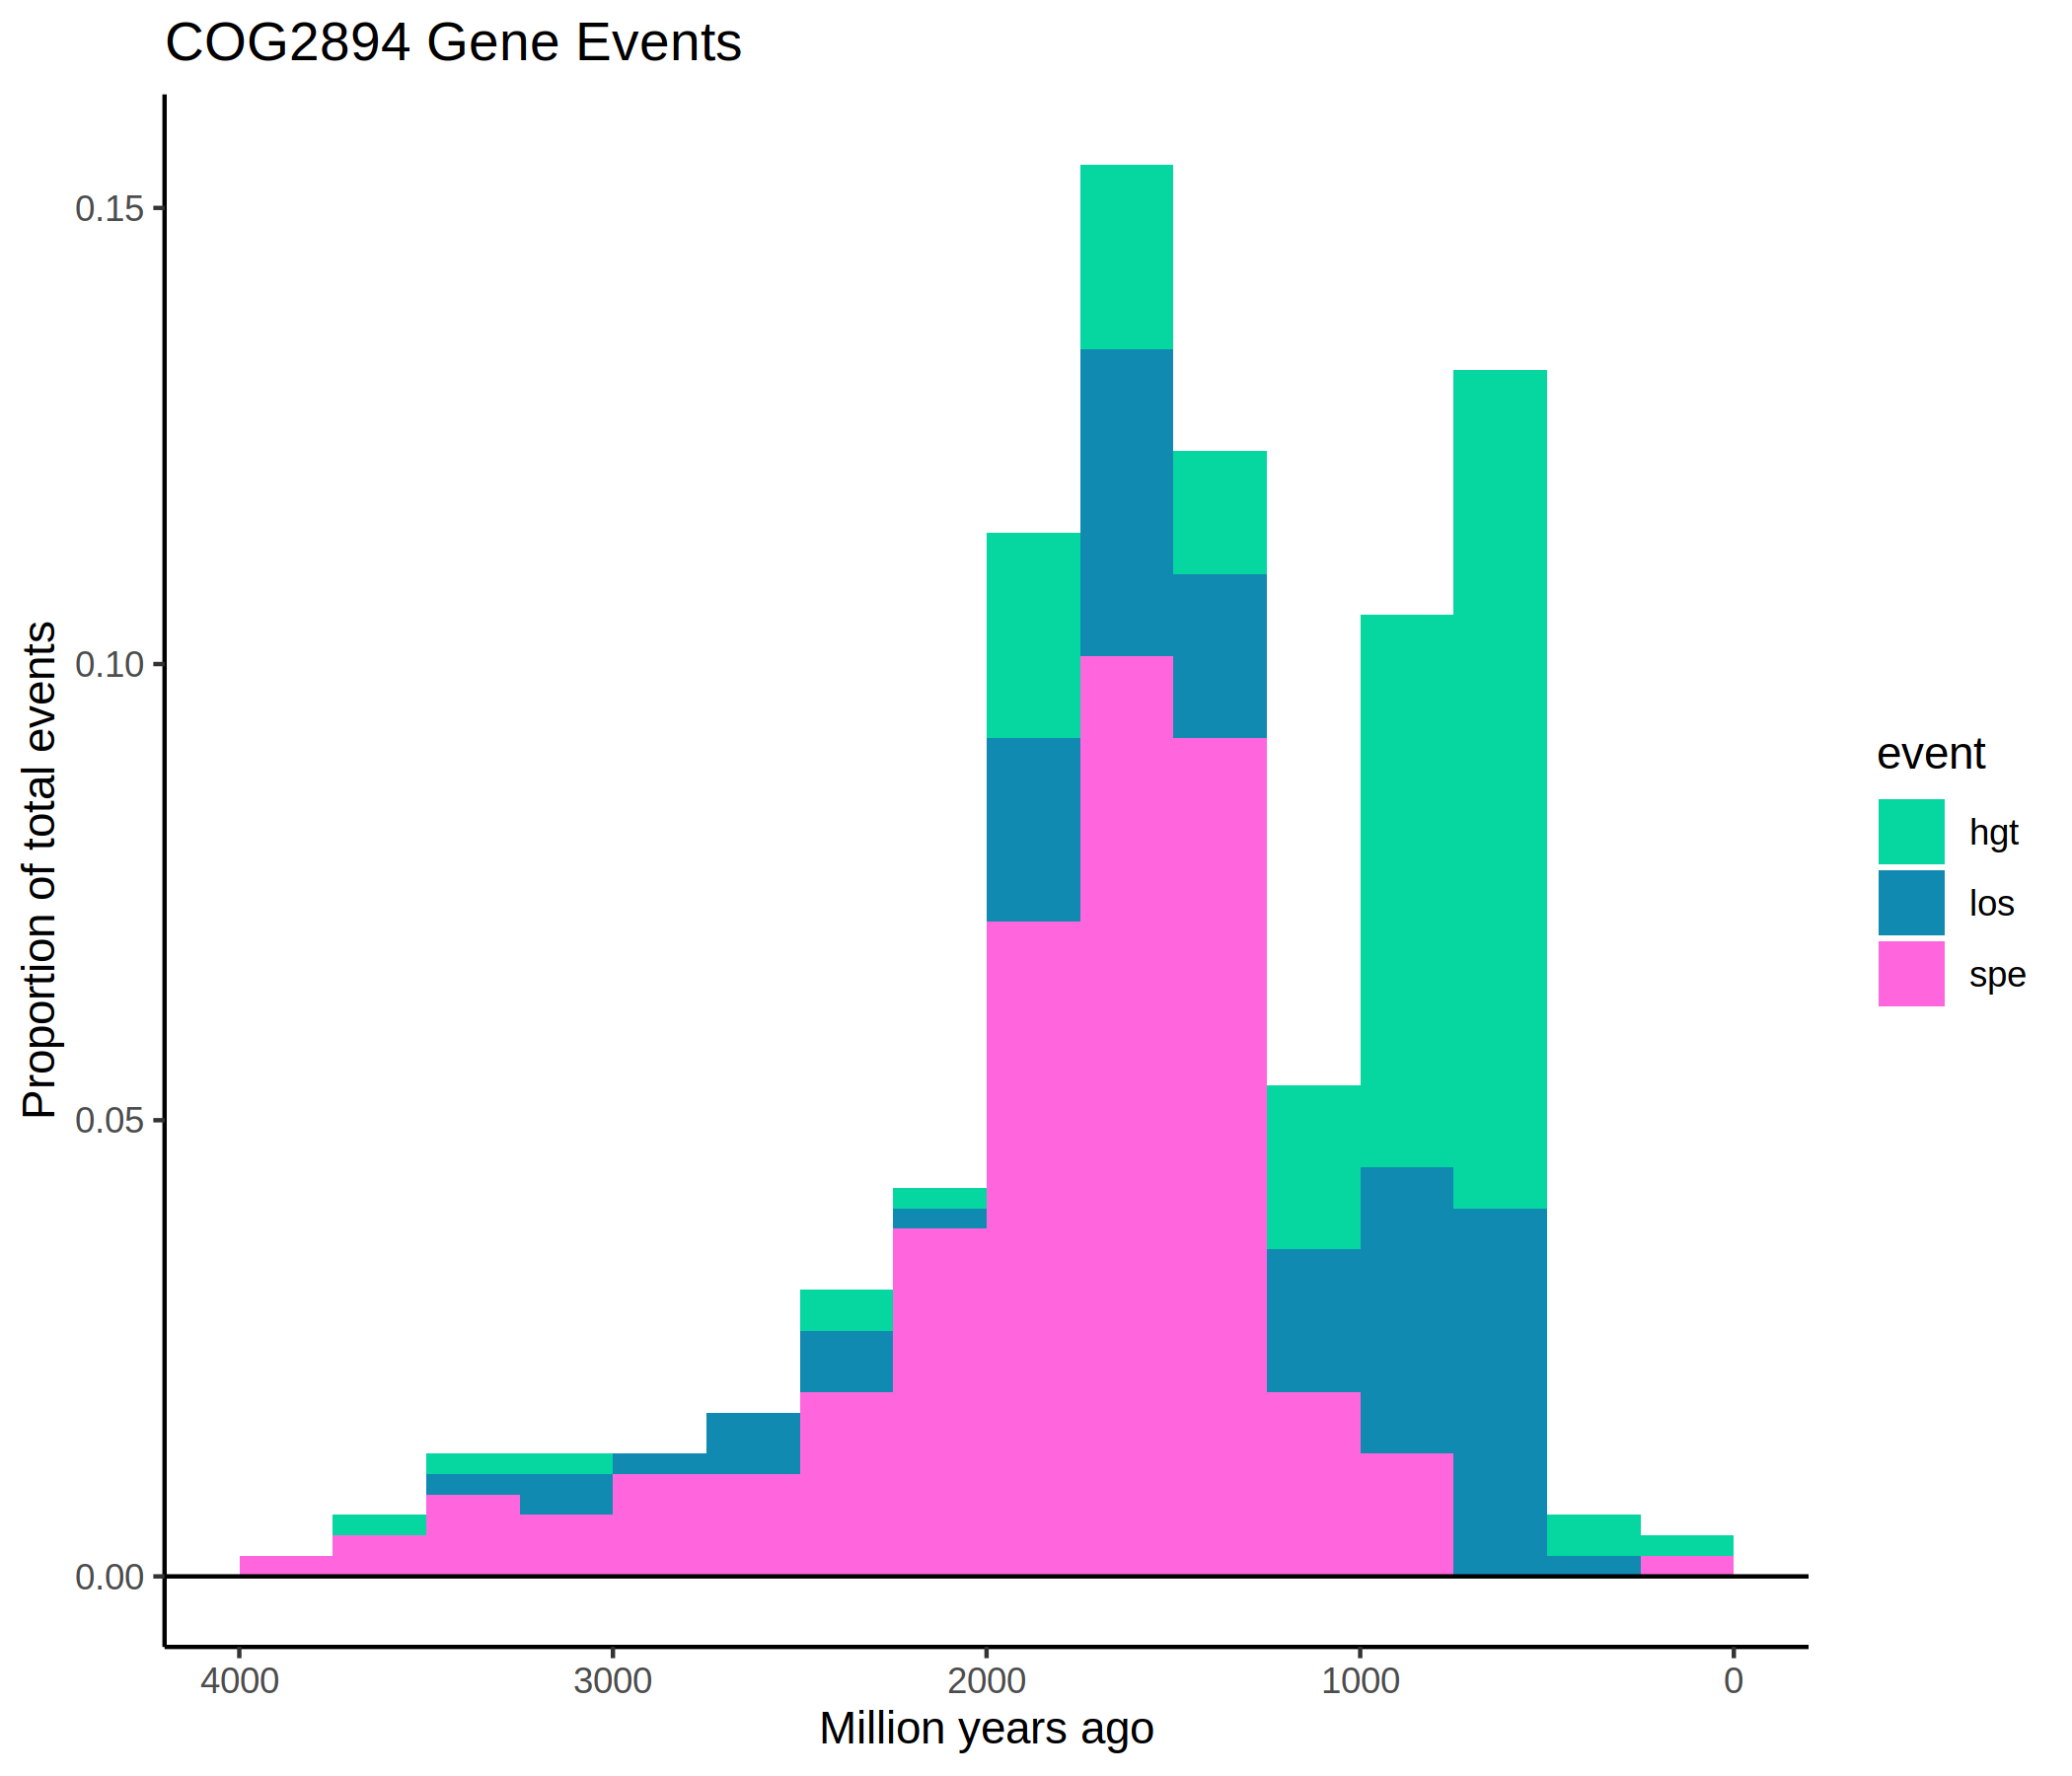 COG2894 Gene Events
Proportion of total events
0.15
0.10
0.05
0.00
4000 3000 2000 1000 0
Million years ago
event
hgt
los
spe